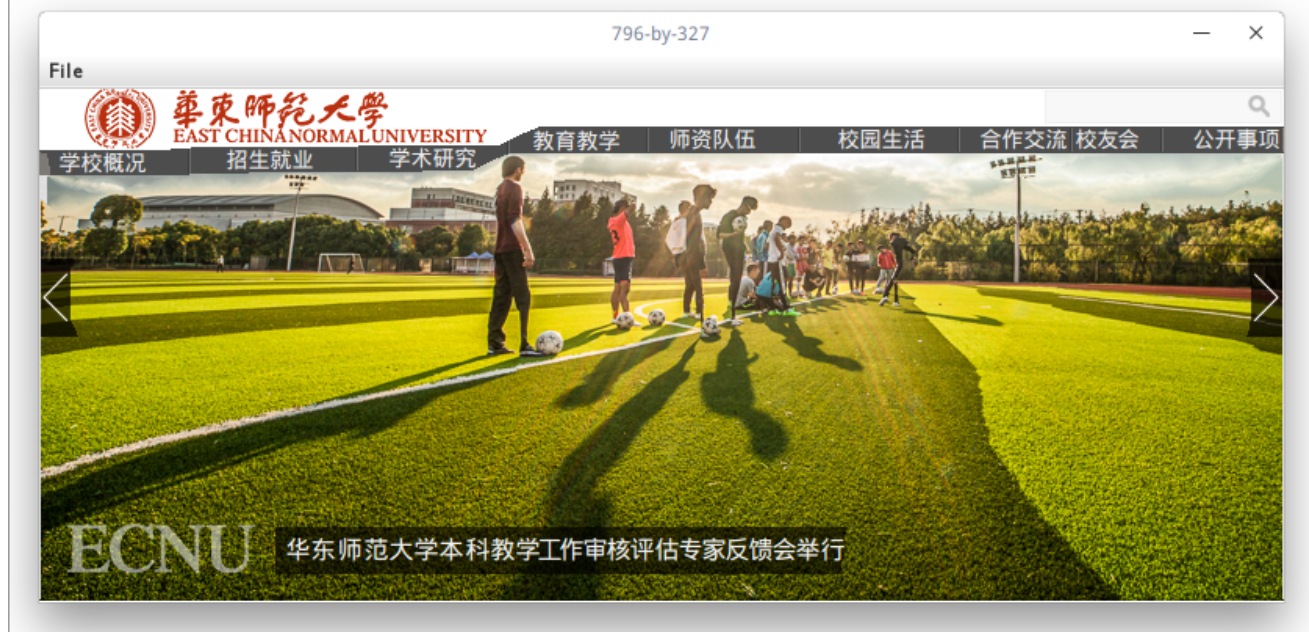 796-by-327
File
華東師範大學
EAST CHINA NORMAL UNIVERSITY
学校概况 招生就业 学术研究 教育教学 师资队伍 校园生活 合作交流 校友会 公开事项
3
ECNU
华东师范大学本科教学工作审核评估专家反馈会举行